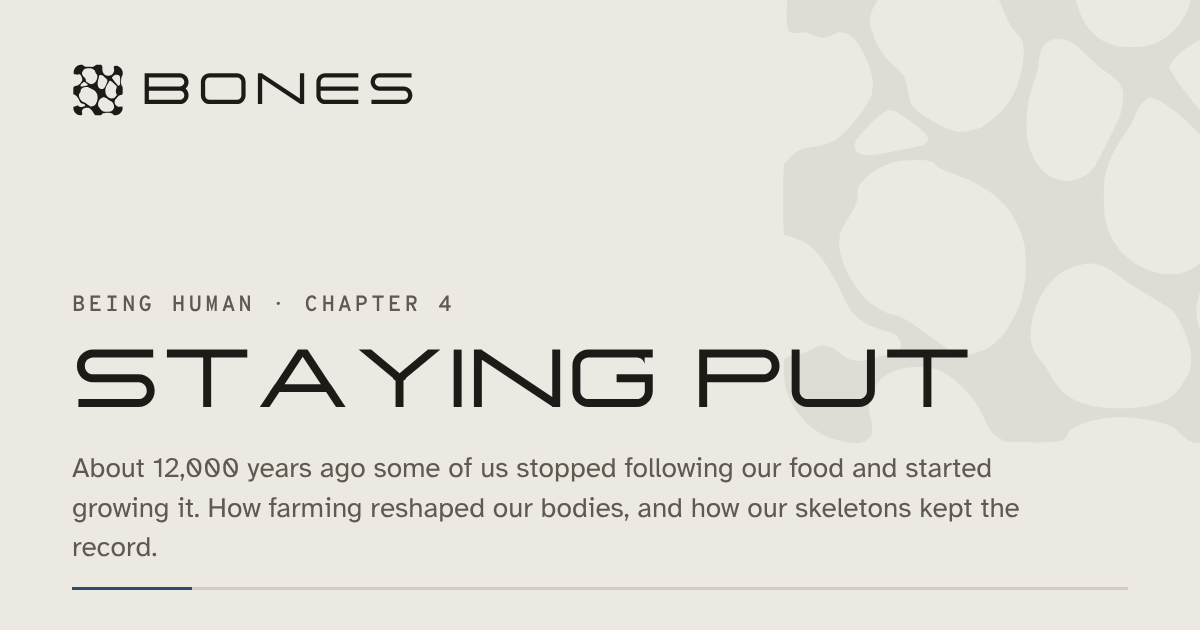 BONES
BEING HUMAN · CHAPTER 4
STAYING PUT
About 12,000 years ago some of us stopped following our food and started
growing it. How farming reshaped our bodies, and how our skeletons kept the
record.